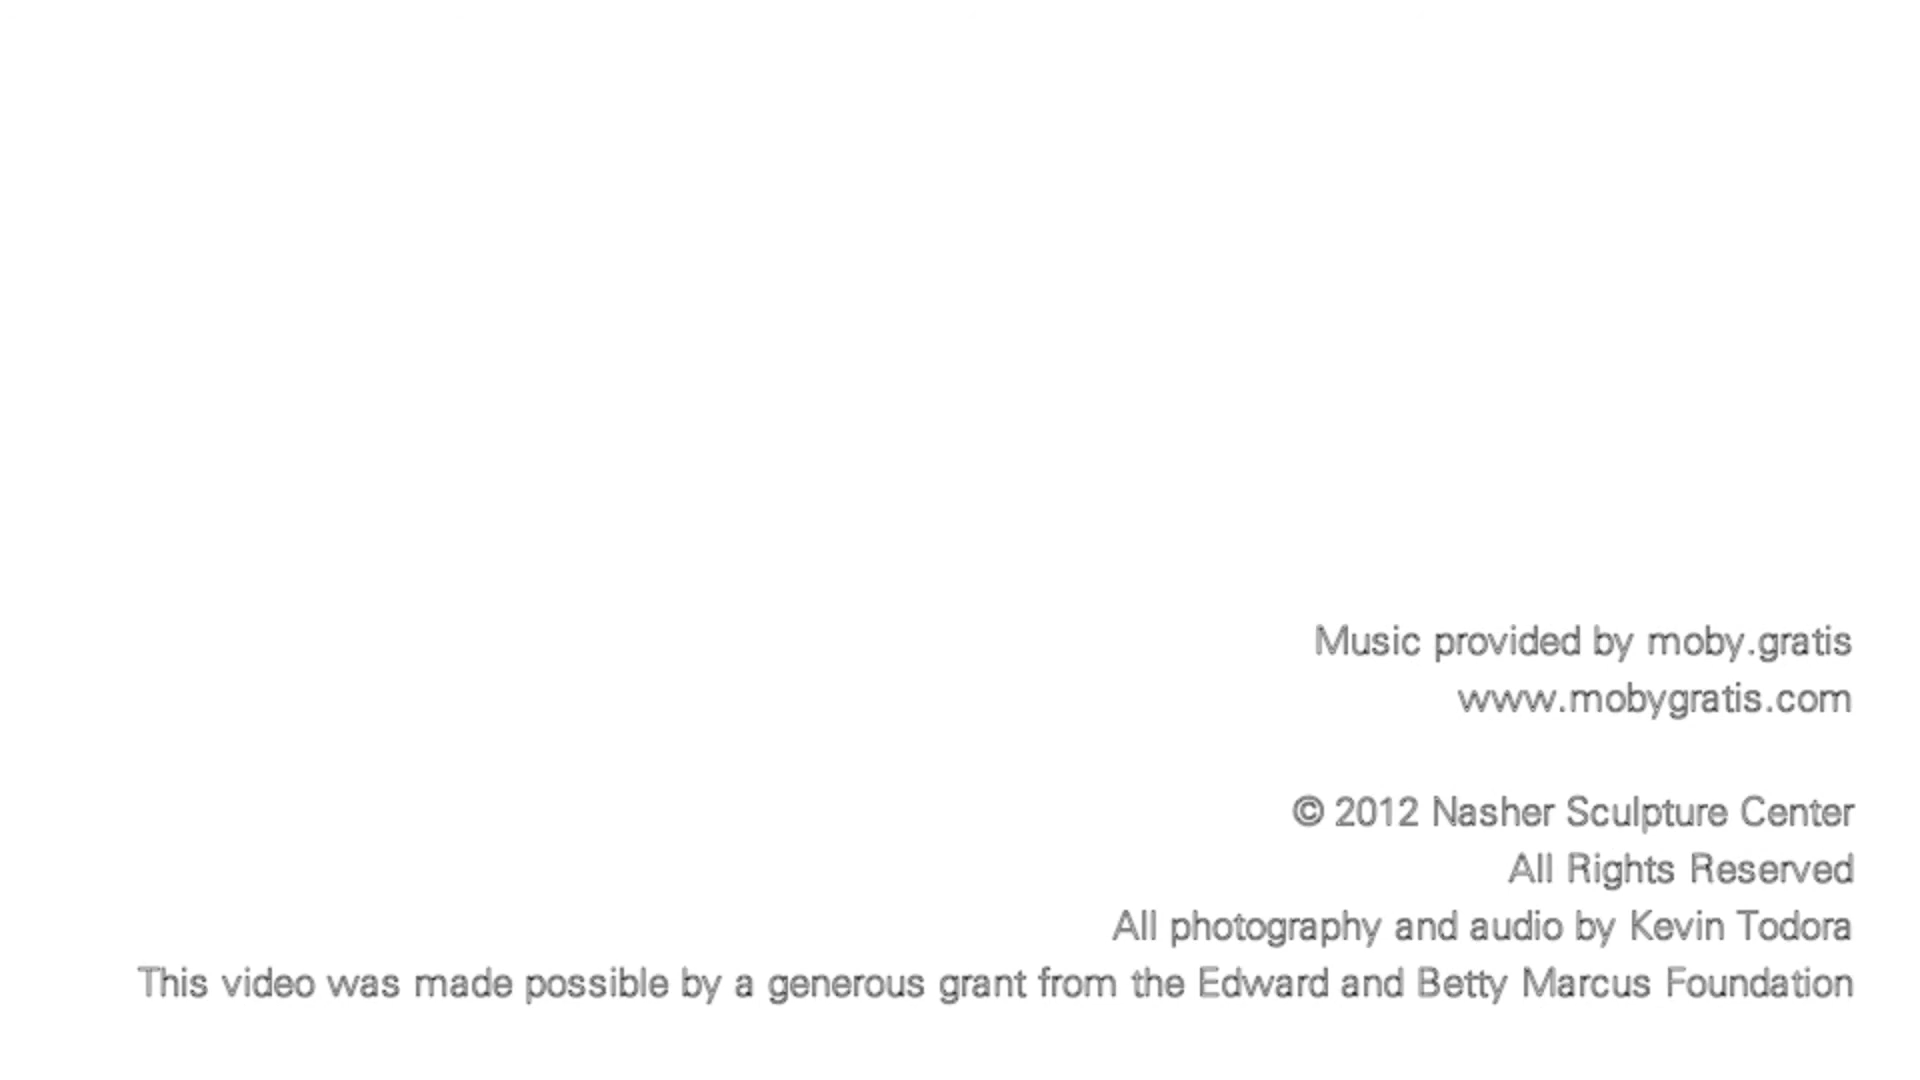 Music provided by moby.gratis
www.mobygratis.com
© 2012 Nasher Sculpture Center
All Rights Reserved
All photography and audio by Kevin Todora
This video was made possible by a generous grant from the Edward and Betty Marcus Foundation